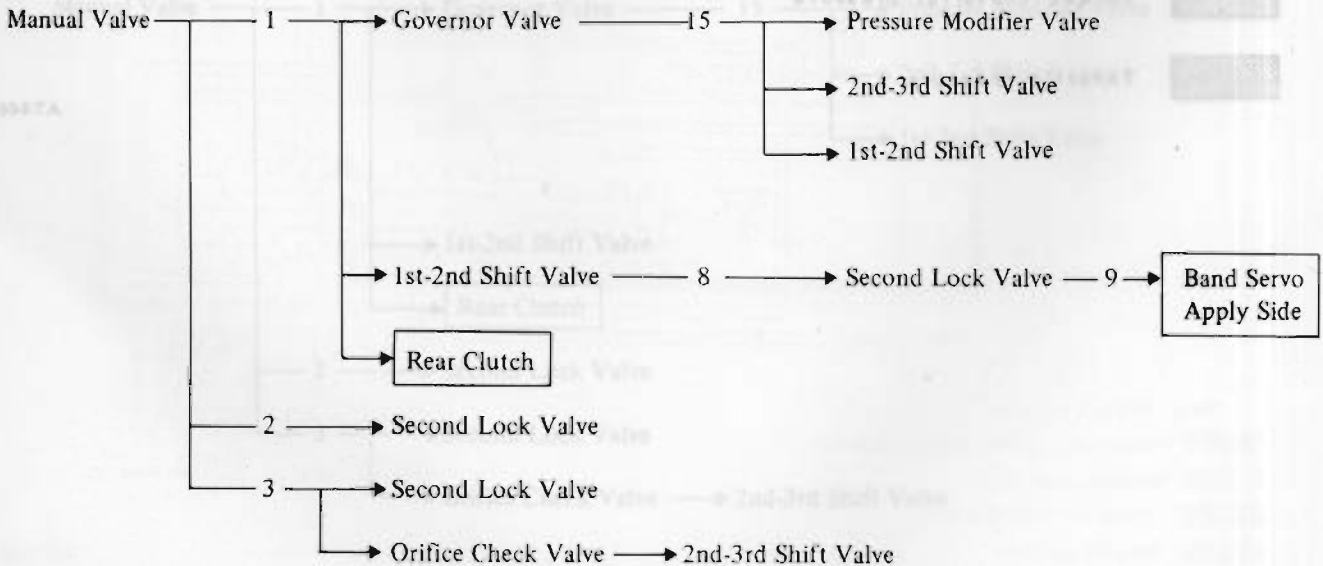 Manual Valve 1 Governor Valve 15 Pressure Modifier Valve
2nd-3rd Shift Valve
1st-2nd Shift Valve
1st-2nd Shift Valve 8 Second Lock Valve 9 Band Servo
Apply Side
Rear Clutch
2 Second Lock Valve
3 Second Lock Valve
Orifice Check Valve 2nd-3rd Shift Valve